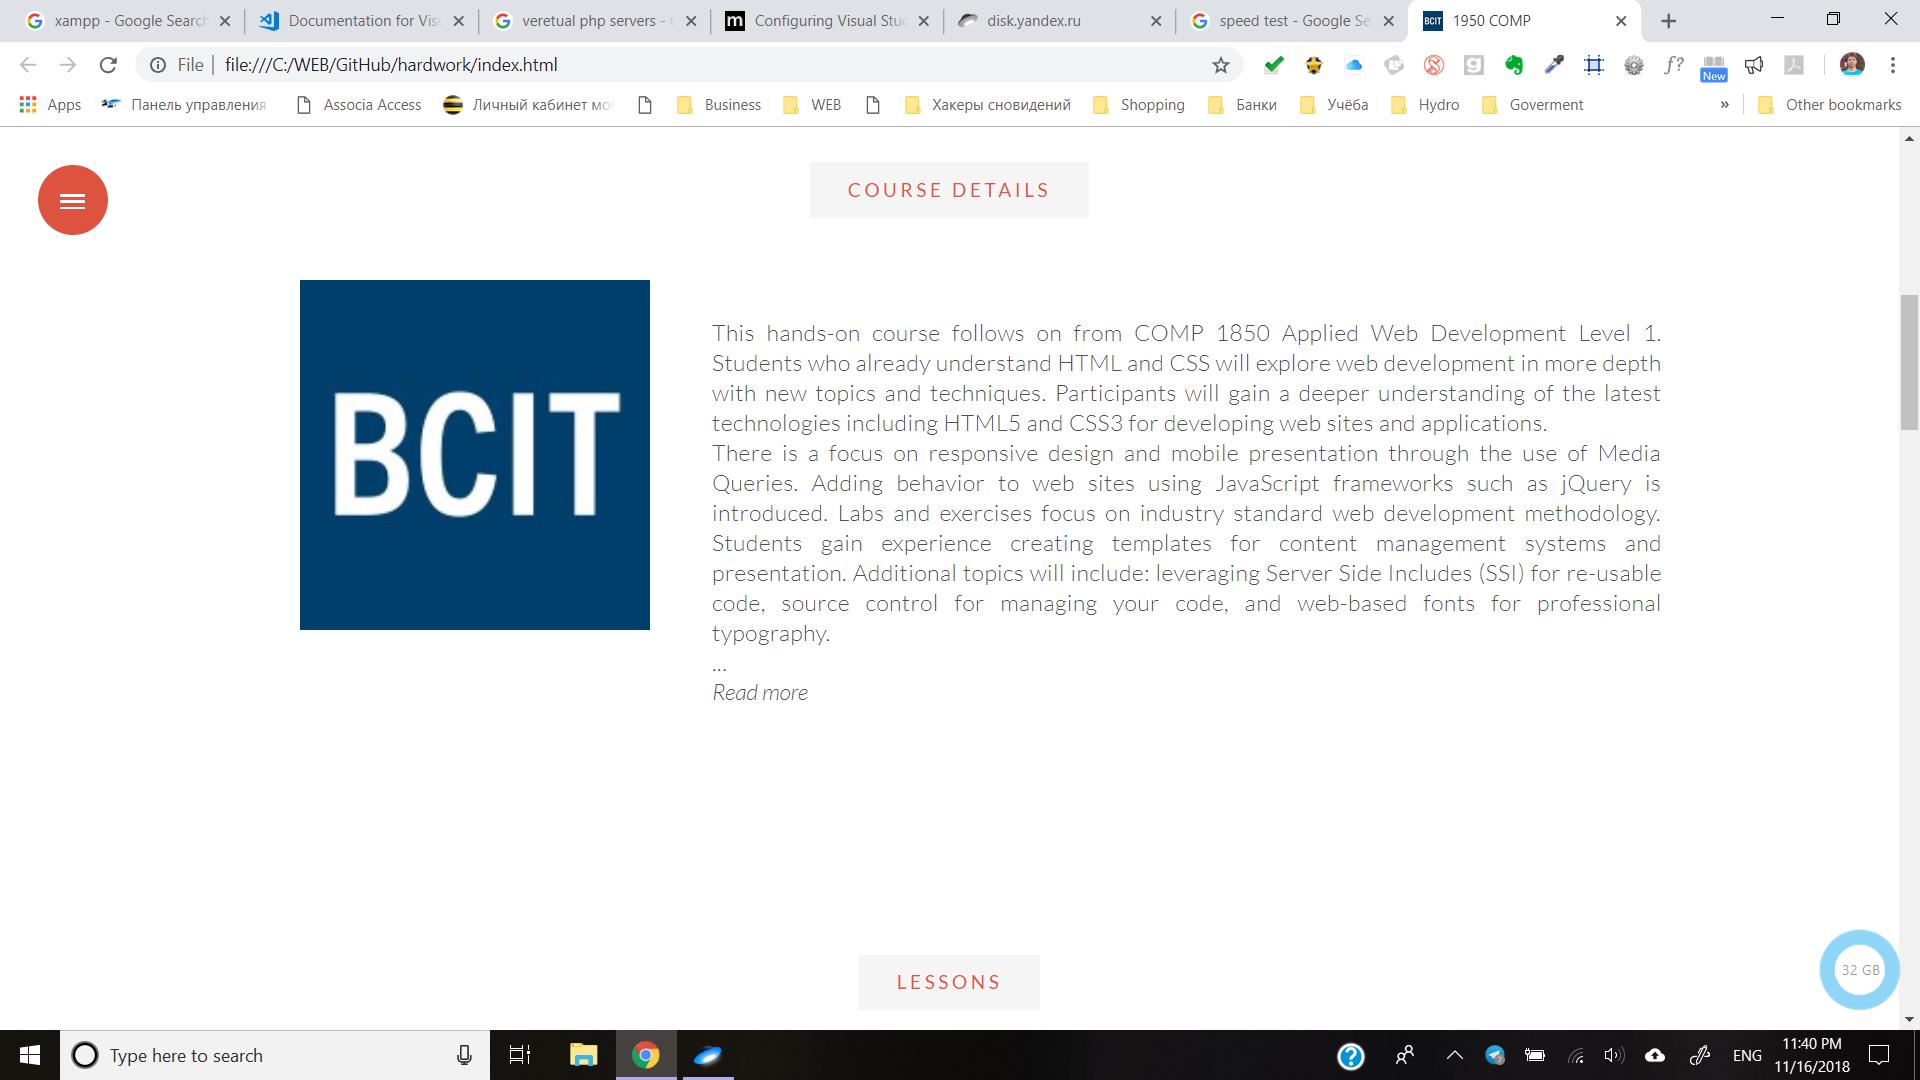 xampp - Google Search
Documentation for Visu
veretual php servers - G
Configuring Visual Stuc
disk.yandex.ru
speed test - Google Se
BCIT
1950 COMP
File
file:///C:/WEB/GitHub/hardwork/index.html
f?
New
Apps
Панель управления
Associa Access
Личный кабинет мо
Business
WEB
Хакеры сновидений
Shopping
Банки
Учёба
Hydro
Goverment
»
Other bookmarks
COURSE DETAILS
BCIT
This hands-on course follows on from COMP 1850 Applied Web Development Level 1.
Students who already understand HTML and CSS will explore web development in more depth
with new topics and techniques. Participants will gain a deeper understanding of the latest
technologies including HTML5 and CSS3 for developing web sites and applications.
There is a focus on responsive design and mobile presentation through the use of Media
Queries. Adding behavior to web sites using JavaScript frameworks such as jQuery is
introduced. Labs and exercises focus on industry standard web development methodology.
Students gain experience creating templates for content management systems and
presentation. Additional topics will include: leveraging Server Side Includes (SSI) for re-usable
code, source control for managing your code, and web-based fonts for professional
typography.
...
Read more
LESSONS
32 GB
Type here to search
ENG
11:40 PM
11/16/2018